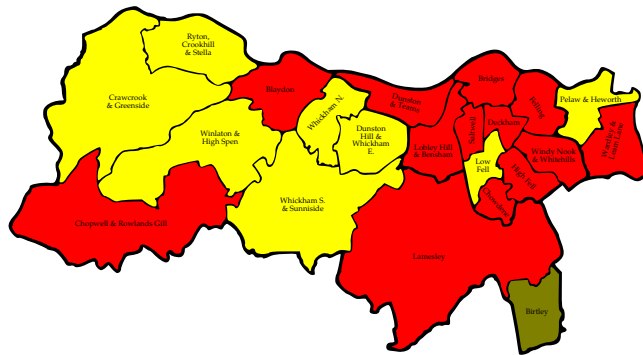 Ryton,
Crookhill
& Stella
Crawcrook
& Greenside
Blaydon
Winlaton &
High Spen
Chopwell & Rowlands Gill
Whickham N.
Dunston
Hill &
Whickham
E.
Whickham S.
& Sunniside
Dunston
& Teams
Lobley Hill
& Bensham
Saltwell
Bridges
Deckham
Felling
Pelaw & Heworth
Wardley &
Leam Lane
Windy Nook
& Whitehills
High Fell
Low
Fell
Chowdene
Lamesley
Birtley